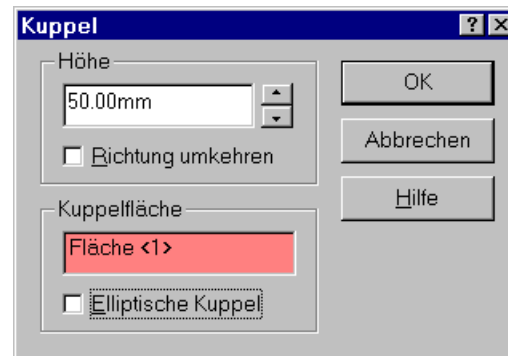 Kuppel
Höhe
50.00mm
Richtung umkehren
Kuppelfläche
Fläche <1>
Elliptische Kuppel
OK
Abbrechen
Hilfe